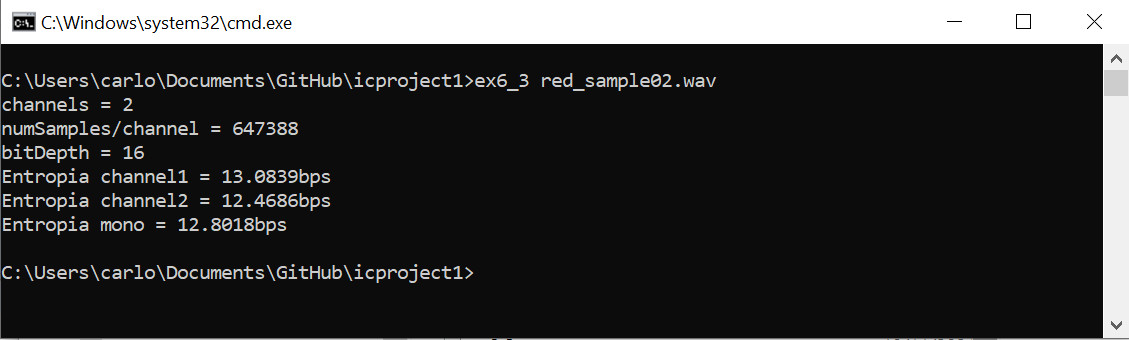 C:\Windows\system32\cmd.exe
C:\Users\carlo\Documents\GitHub\icproject1>ex6_3 red_sample02.wav
channels = 2
numSamples/channel = 647388
bitDepth = 16
Entropia channel1 = 13.0839bps
Entropia channel2 = 12.4686bps
Entropia mono = 12.8018bps
C:\Users\carlo\Documents\GitHub\icproject1>